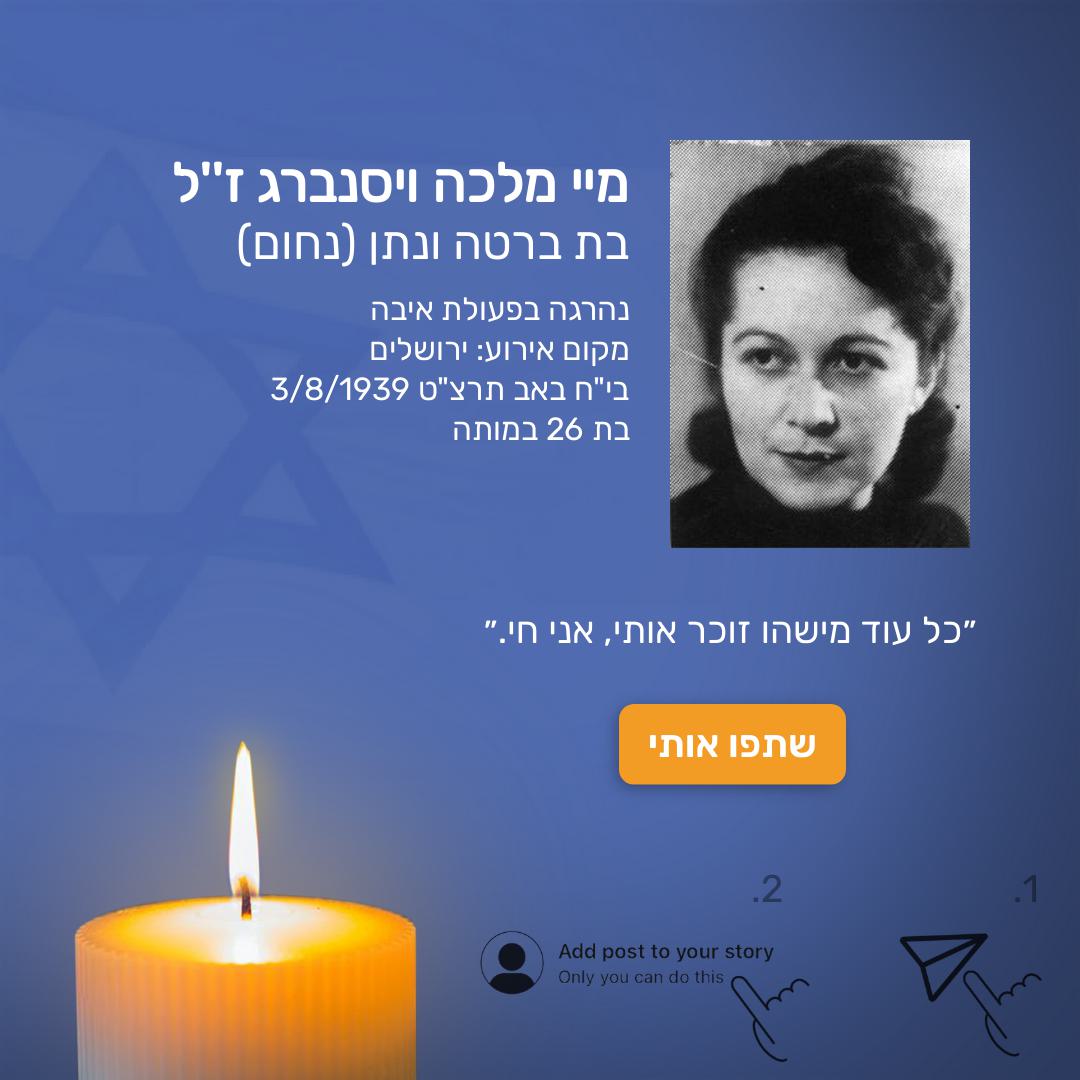 מיי מלכה ויסנברג ז"ל
בת ברטה ונתן (נחום)
נהרגה בפעולת איבה
מקום אירוע: ירושלים
בי"ח באב תרצ"ט 3/8/1939
בת 26 במותה
״כל עוד מישהו זוכר אותי, אני חי.״
שתפו אותי
.1
.2
Add post to your story
Only you can do this